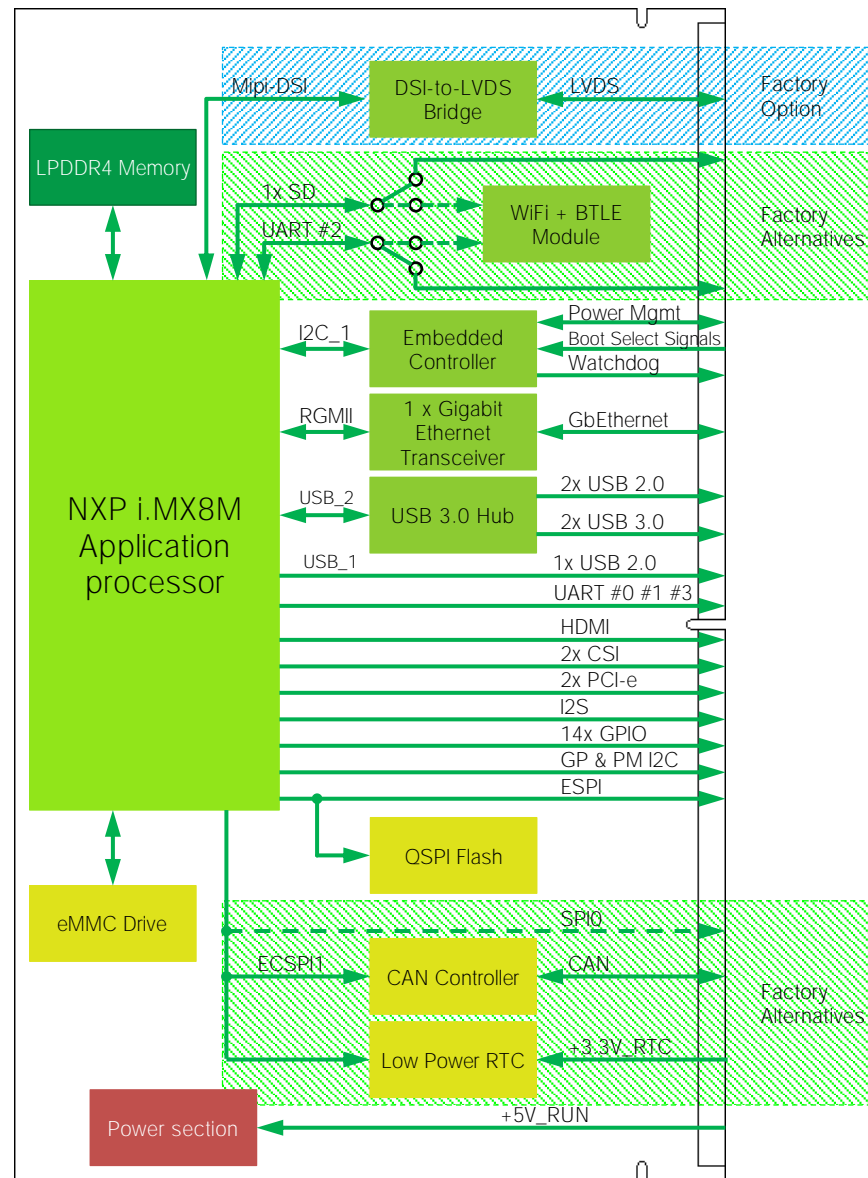 Mipi-DSI
DSI-to-LVDS
Bridge
LVDS
Factory
Option
LPDDR4 Memory
1x SD
UART #2
WiFi + BTLE
Module
Factory
Alternatives
I2C_1
Embedded
Controller
Power Mgmt
Boot Select Signals
Watchdog
RGMII
1 x Gigabit
Ethernet
Transceiver
GbEthernet
NXP i.MX8M
Application
processor
USB_2
USB 3.0 Hub
2x USB 2.0
2x USB 3.0
USB_1
1x USB 2.0
UART #0 #1 #3
HDMI
2x CSI
2x PCI-e
I2S
14x GPIO
GP & PM I2C
ESPI
QSPI Flash
eMMC Drive
SPI0
ECSPI1
CAN Controller
CAN
Factory
Alternatives
Low Power RTC
+3.3V_RTC
Power section
+5V_RUN